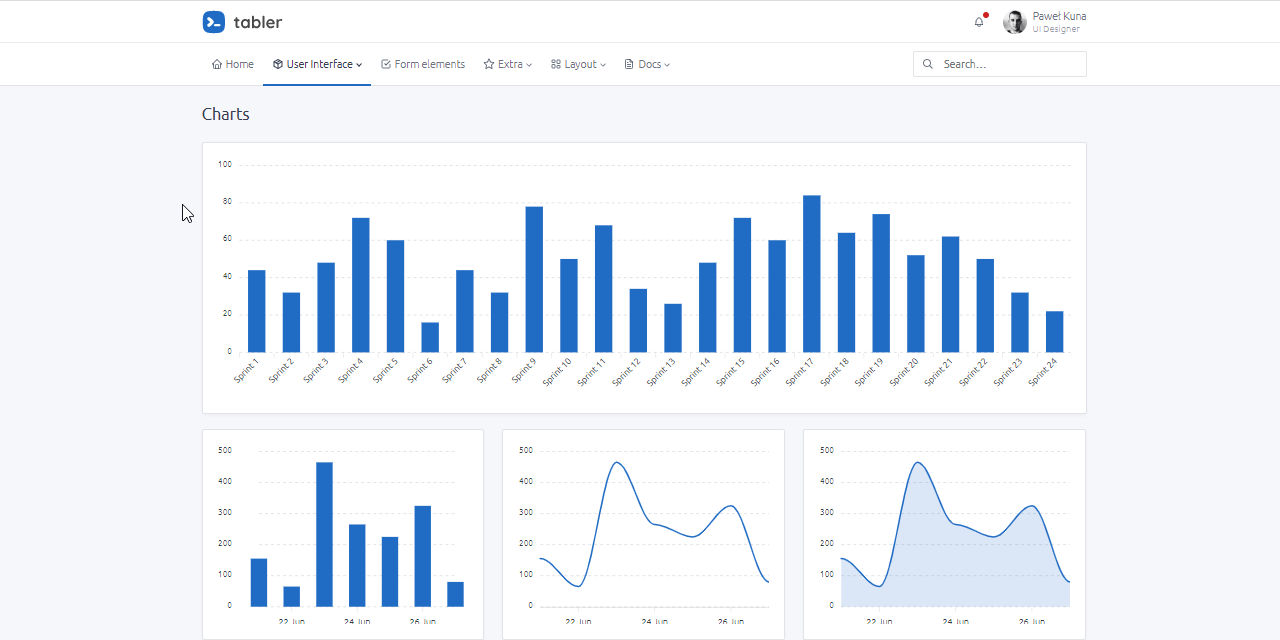 tabler
Paweł Kuna
UI Designer
Home
User Interface
Form elements
Extra
Layout
Docs
Search…
Charts
100
80
60
40
20
0
Sprint 1
Sprint 2
Sprint 3
Sprint 4
Sprint 5
Sprint 6
Sprint 7
Sprint 8
Sprint 9
Sprint 10
Sprint 11
Sprint 12
Sprint 13
Sprint 14
Sprint 15
Sprint 16
Sprint 17
Sprint 18
Sprint 19
Sprint 20
Sprint 21
Sprint 22
Sprint 23
Sprint 24
500
400
300
200
100
0
22 Jun
24 Jun
26 Jun
500
400
300
200
100
0
22 Jun
24 Jun
26 Jun
500
400
300
200
100
0
22 Jun
24 Jun
26 Jun